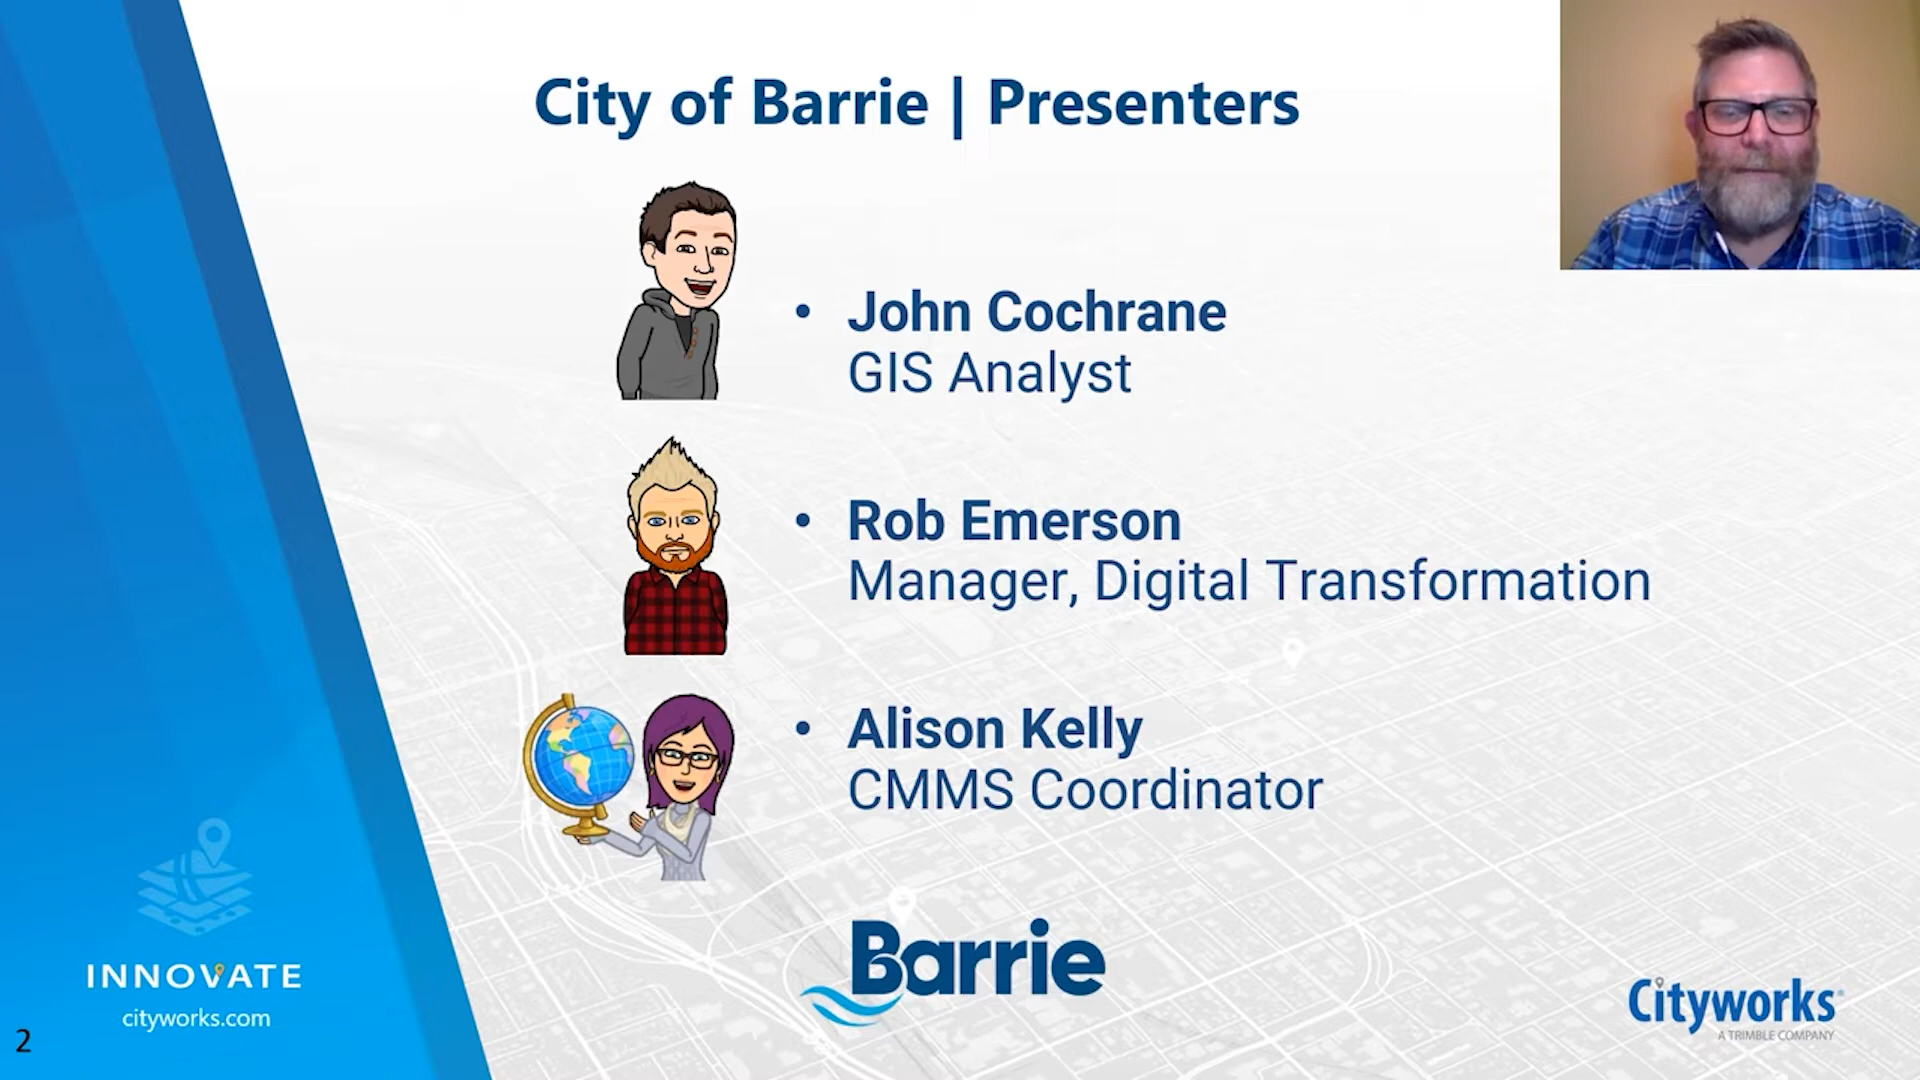 City of Barrie | Presenters
• John Cochrane
GIS Analyst
• Rob Emerson
Manager, Digital Transformation
• Alison Kelly
CMMS Coordinator
INNOVATE
cityworks.com
2
Barrie
Cityworks®
A TRIMBLE COMPANY